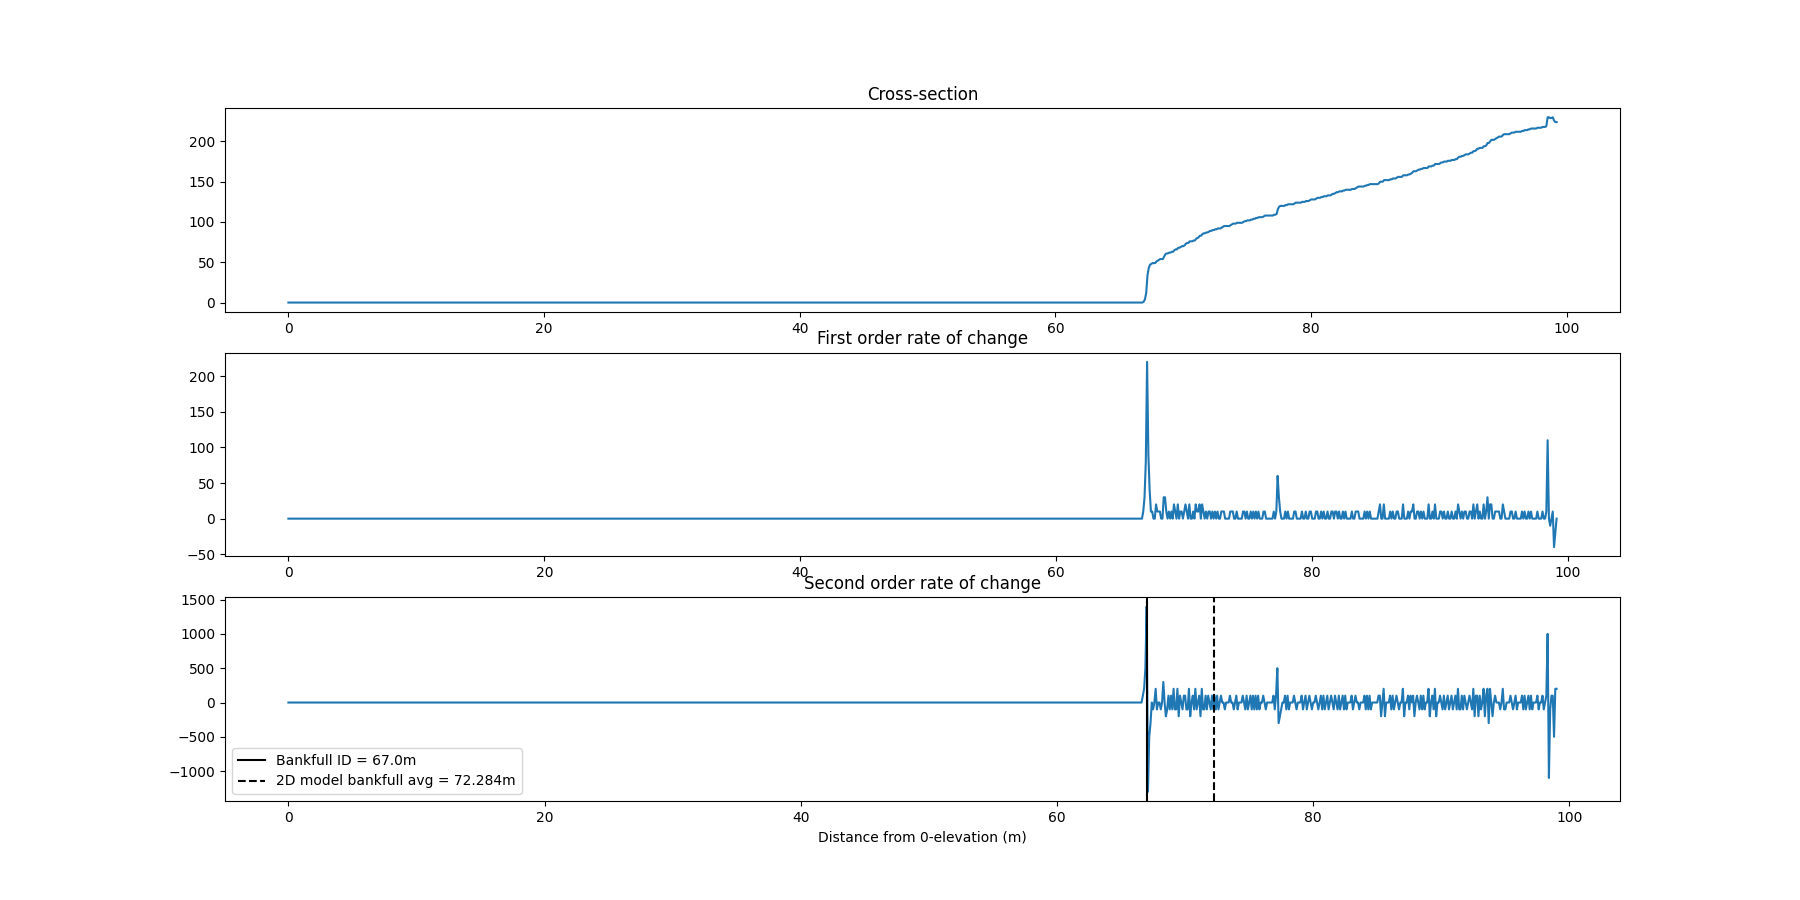 Cross-section
200
150
100
50
0
0 20 40 60 80 100
First order rate of change
200
150
100
50
0
−50
0 20 40 60 80 100
Second order rate of change
1500
1000
500
0
−500
−1000
Bankfull ID = 67.0m
2D model bankfull avg = 72.284m
0 20 40 60 80 100
Distance from 0-elevation (m)